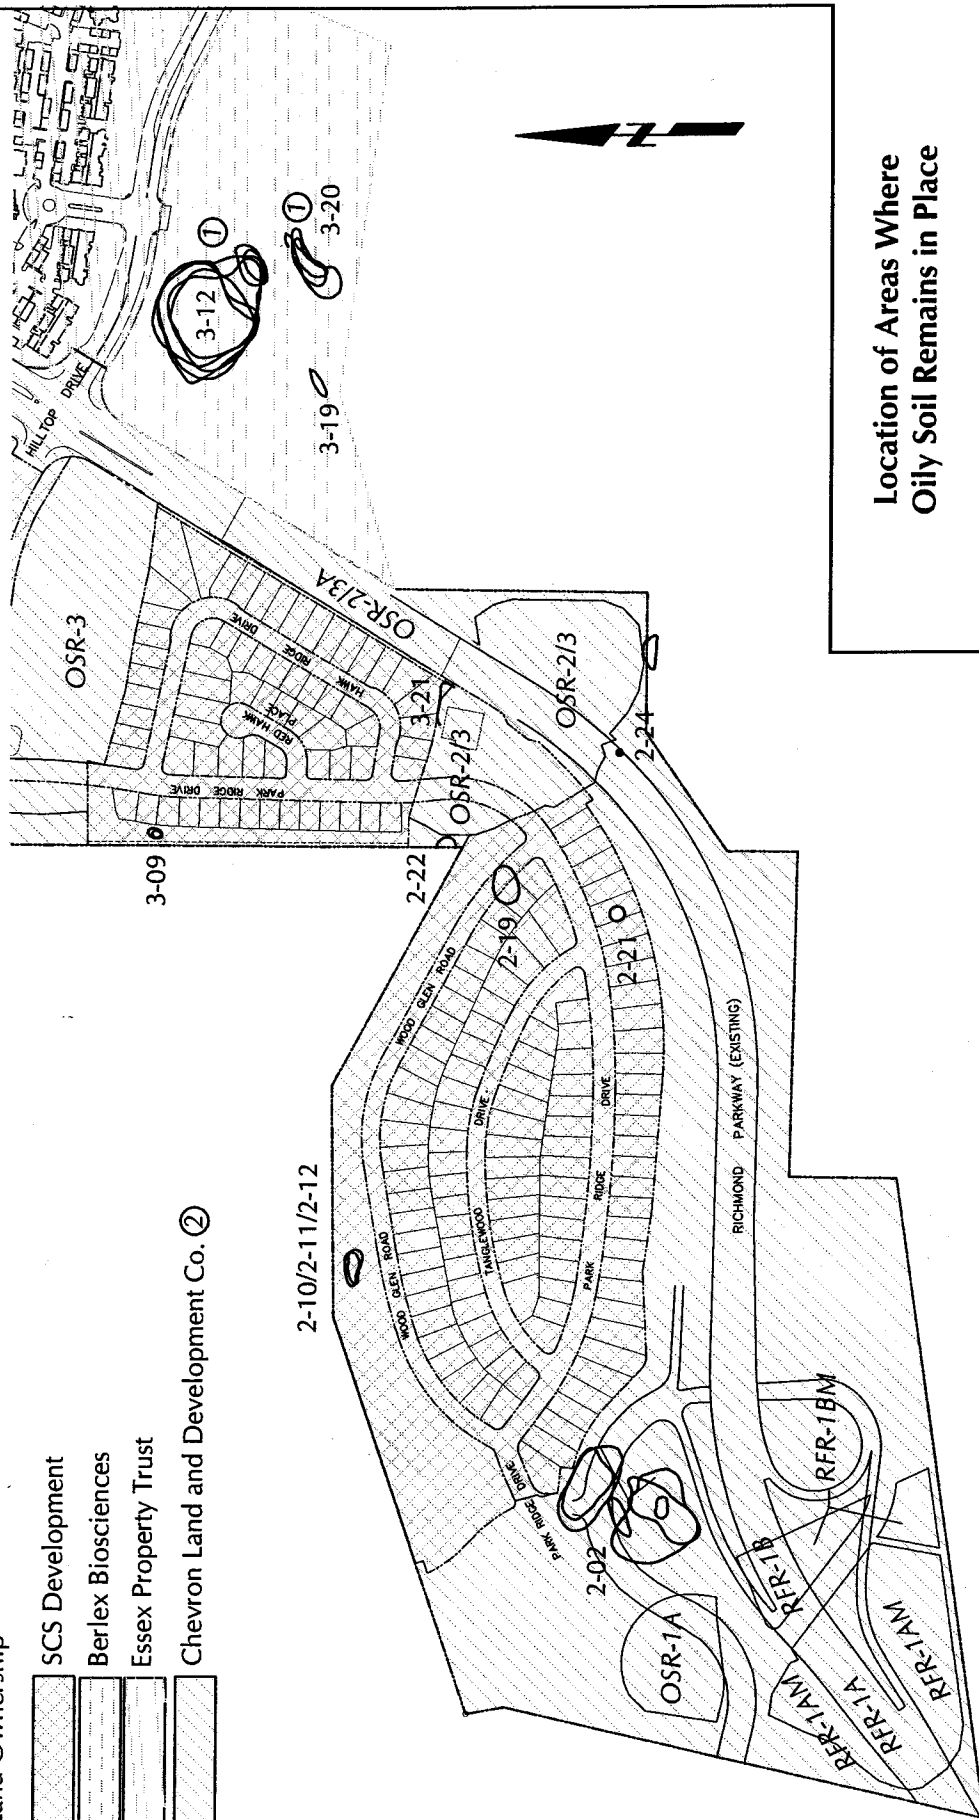 Ownership
SCS Development
Berlex Biosciences
Essex Property Trust
Chevron Land and Development Co. ②
Location of Areas Where
Oily Soil Remains in Place
N
HILLTOP DRIVE
3-12
①
①
3-20
3-19
OSR-3
OSR-2/3A
RIDGE HAWK DRIVE
RED HAWK
PLACE
PARK RIDGE DRIVE
3-21
OSR-2/3
OSR-2/3
2-24
3-09
2-22
2-19
2-21
WOOD GLEN ROAD
TANGLEWOOD DRIVE
PARK RIDGE DRIVE
RICHMOND PARKWAY (EXISTING)
2-10/2-11/2-12
WOOD GLEN ROAD
PARK RIDGE DRIVE
2-02
OSR-1A
RFR-1BM
RFR-1B
RFR-1AM
RFR-1A
RFR-1AM